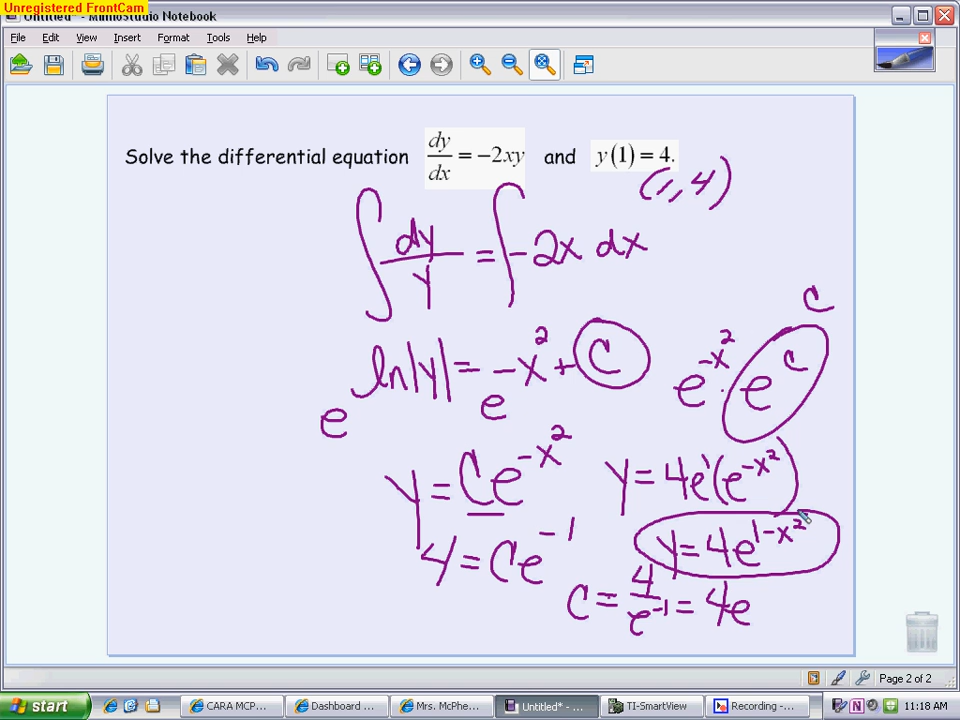 Unregistered FrontCam
Untitled* - MimioStudio Notebook
File Edit View Insert Format Tools Help
Solve the differential equation dy/dx = -2xy and y(1) = 4.
(1, 4)
∫ dy/y = ∫ -2x dx
ln|y| = -x² + C
e e
e^(-x²) · e^C C
y = Ce^(-x²) y = 4e¹(e^(-x²))
4 = Ce^(-1) y = 4e^(1-x²)
C = 4/e^(-1) = 4e
Page 2 of 2
start CARA MCP... Dashboard ... Mrs. McPhe... Untitled* - ... TI-SmartView Recording -... 11:18 AM